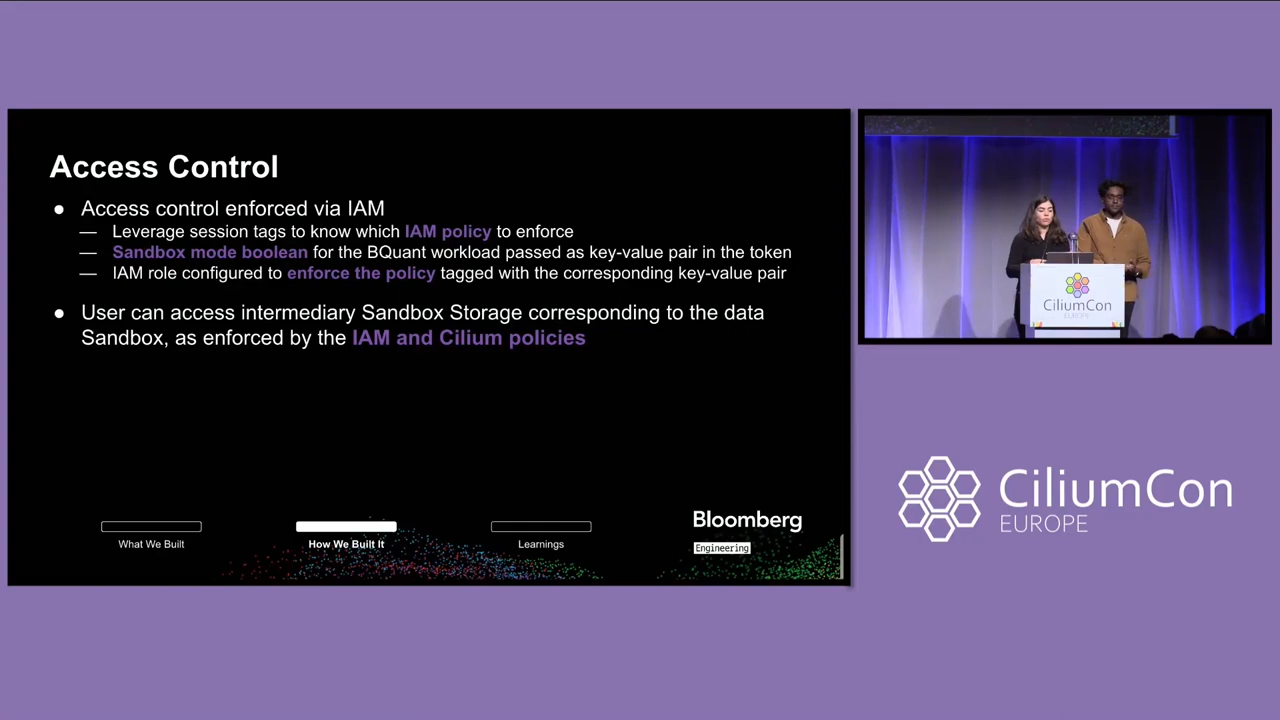 Access Control
● Access control enforced via IAM
— Leverage session tags to know which IAM policy to enforce
— Sandbox mode boolean for the BQuant workload passed as key-value pair in the token
— IAM role configured to enforce the policy tagged with the corresponding key-value pair
● User can access intermediary Sandbox Storage corresponding to the data
Sandbox, as enforced by the IAM and Cilium policies
What We Built
How We Built It
Learnings
Bloomberg
Engineering
CiliumCon
EUROPE
CiliumCon
EUROPE